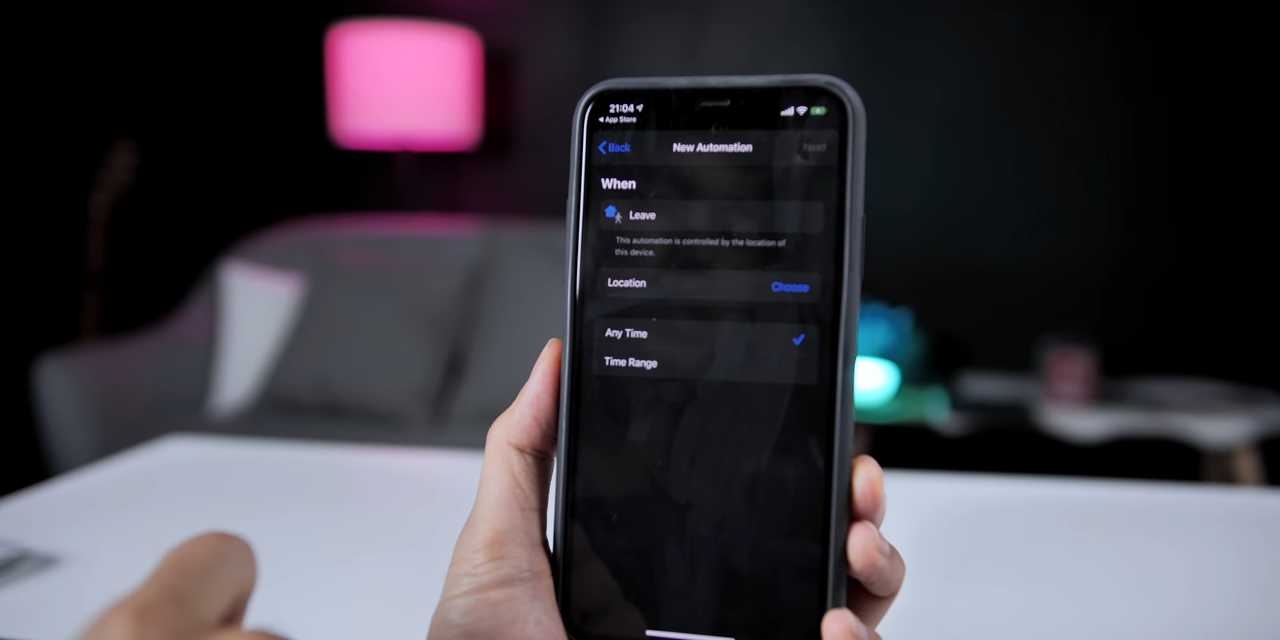 21:04
App Store
Back New Automation Next
When
Leave
This automation is controlled by the location of
this device.
Location Choose
Any Time
Time Range